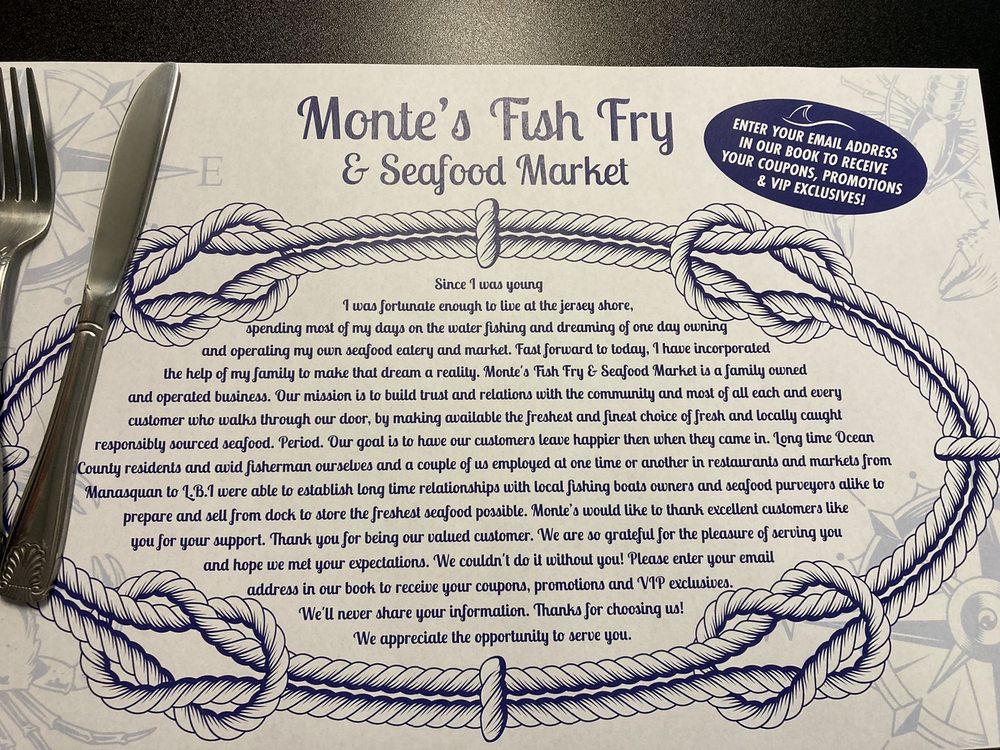 Monte's Fish Fry
& Seafood Market
ENTER YOUR EMAIL ADDRESS
IN OUR BOOK TO RECEIVE
YOUR COUPONS, PROMOTIONS
& VIP EXCLUSIVES!
E
Since I was young
I was fortunate enough to live at the jersey shore,
spending most of my days on the water fishing and dreaming of one day owning
and operating my own seafood eatery and market. Fast forward to today, I have incorporated
the help of my family to make that dream a reality. Monte's Fish Fry & Seafood Market is a family owned
and operated business. Our mission is to build trust and relations with the community and most of all each and every
customer who walks through our door, by making available the freshest and finest choice of fresh and locally caught
responsibly sourced seafood. Period. Our goal is to have our customers leave happier then when they came in. Long time Ocean
County residents and avid fisherman ourselves and a couple of us employed at one time or another in restaurants and markets from
Manasquan to L.B.I were able to establish long time relationships with local fishing boats owners and seafood purveyors alike to
prepare and sell from dock to store the freshest seafood possible. Monte's would like to thank excellent customers like
you for your support. Thank you for being our valued customer. We are so grateful for the pleasure of serving you
and hope we met your expectations. We couldn't do it without you! Please enter your email
address in our book to receive your coupons, promotions and VIP exclusives.
We'll never share your information. Thanks for choosing us!
We appreciate the opportunity to serve you.